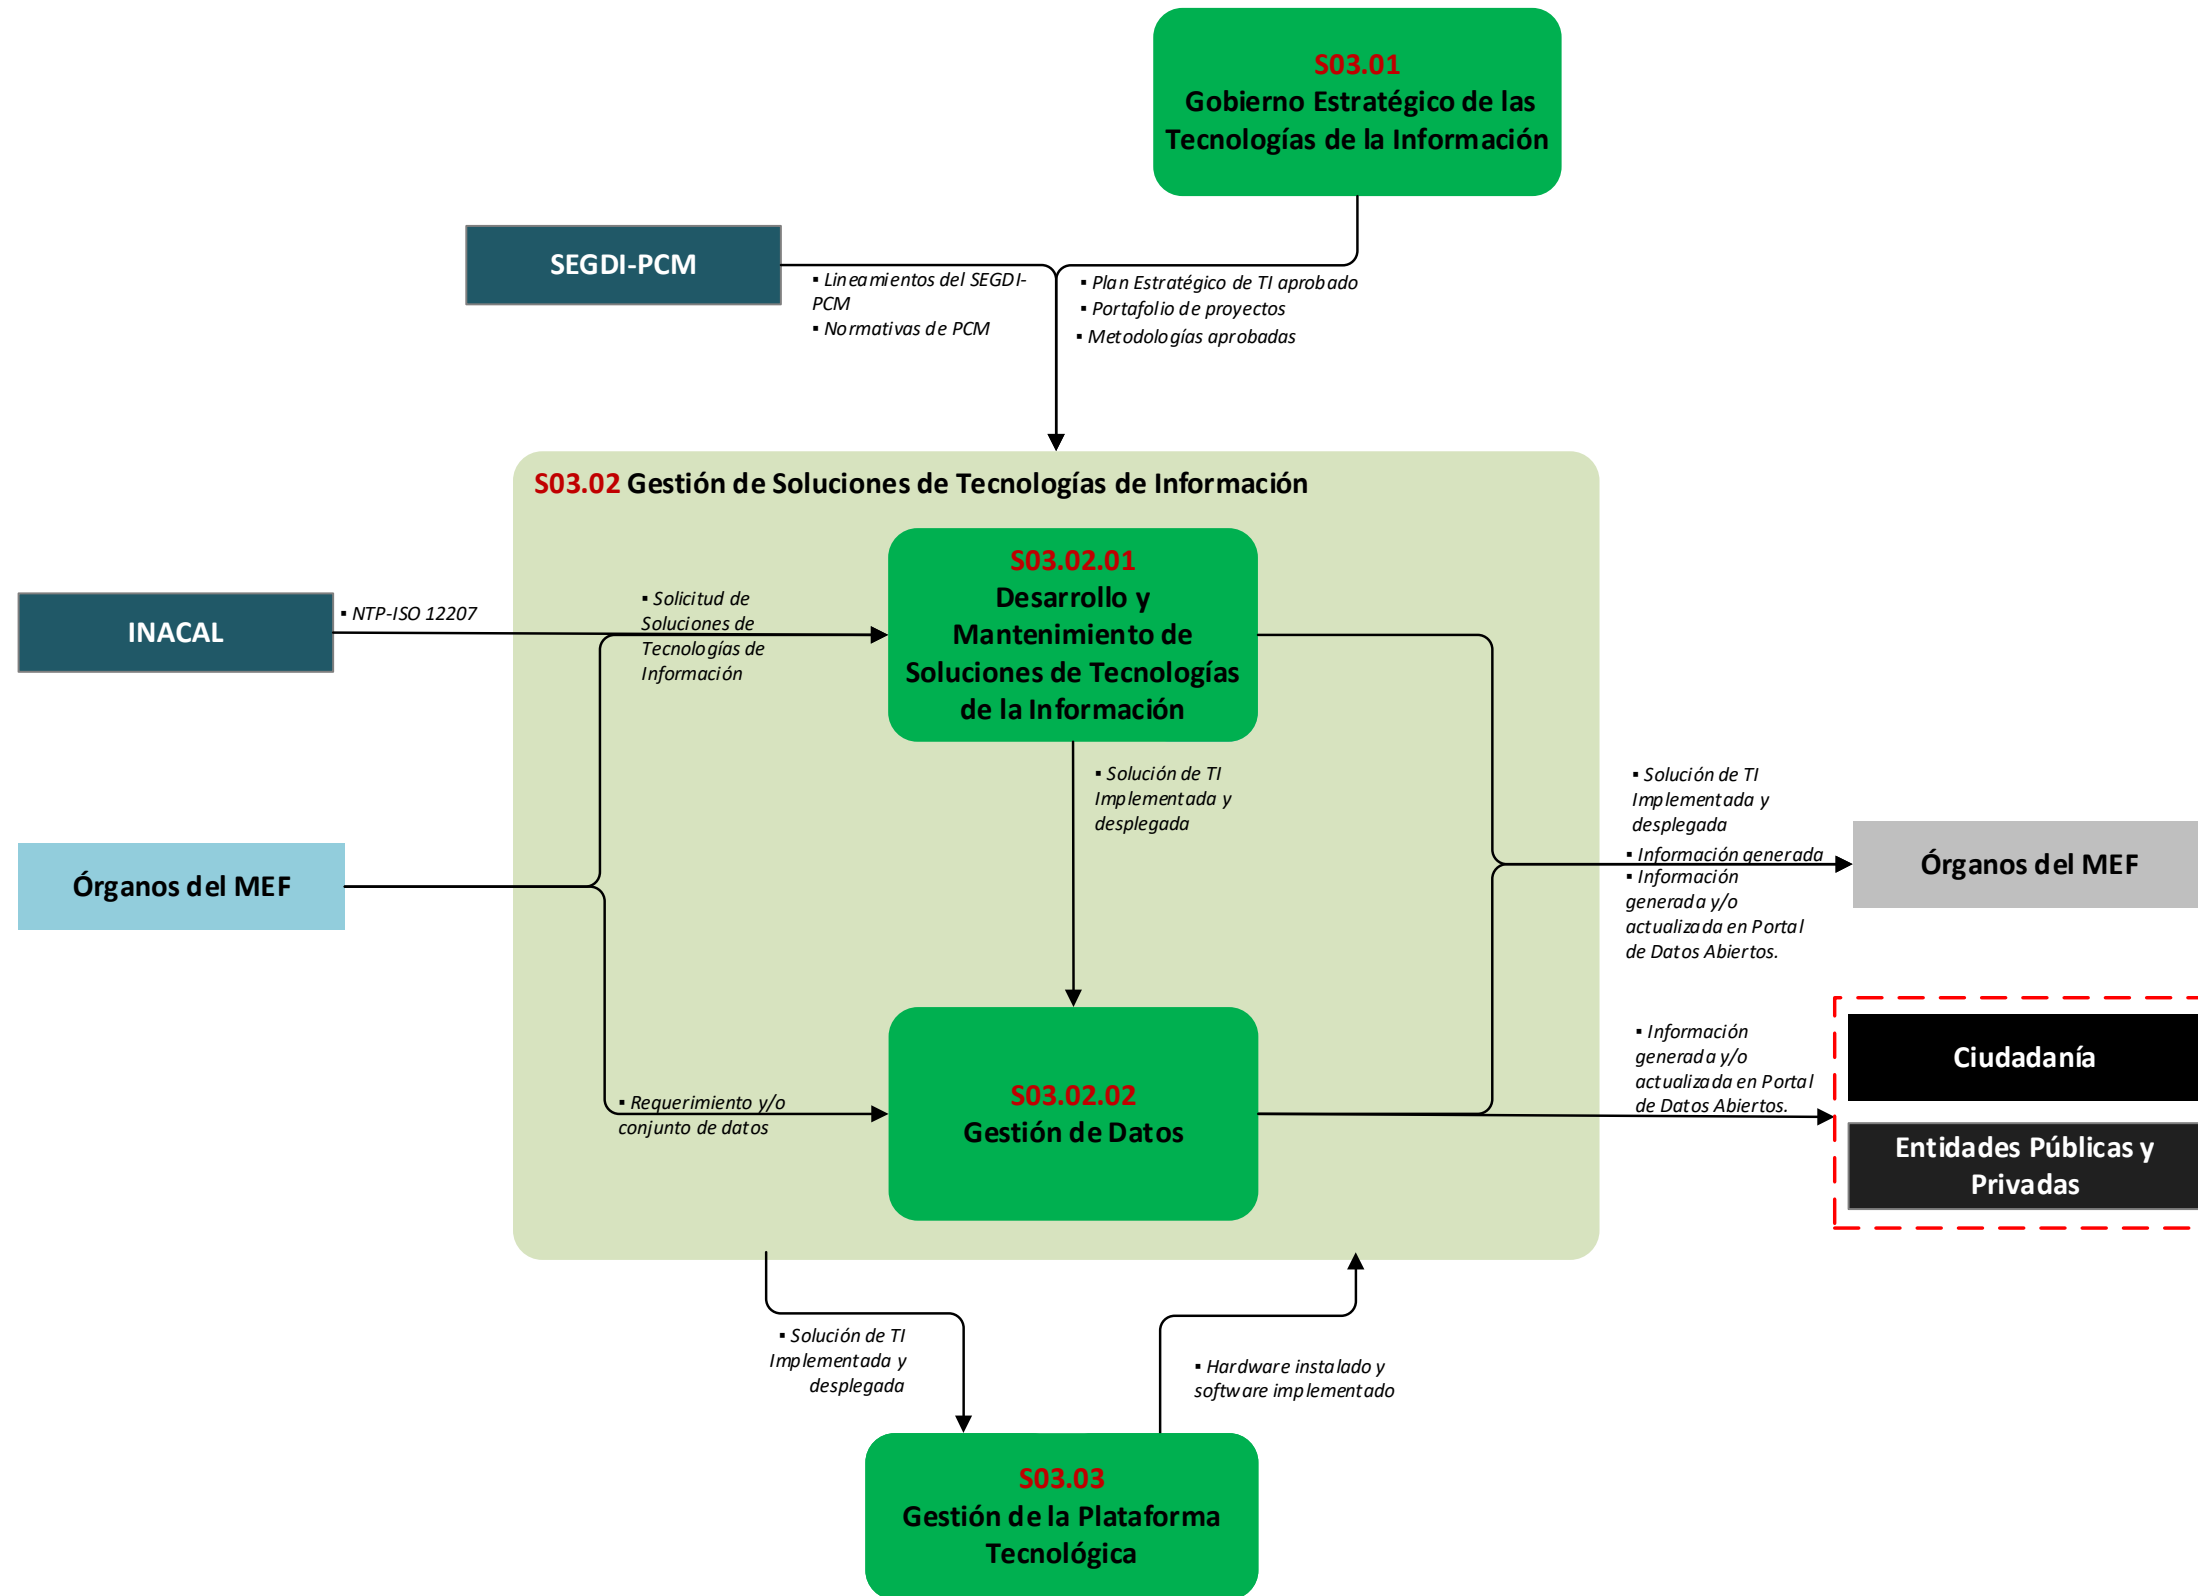 S03.01
Gobierno Estratégico de las
Tecnologías de la Información
SEGDI-PCM
▪ Lineamientos del SEGDI-
PCM
▪ Normativas de PCM
▪ Plan Estratégico de TI aprobado
▪ Portafolio de proyectos
▪ Metodologías aprobadas
S03.02 Gestión de Soluciones de Tecnologías de Información
INACAL
▪ NTP-ISO 12207
▪ Solicitud de
Soluciones de
Tecnologías de
Información
S03.02.01
Desarrollo y
Mantenimiento de
Soluciones de Tecnologías
de la Información
▪ Solución de TI
Implementada y
desplegada
Órganos del MEF
▪ Solución de TI
Implementada y
desplegada
▪ Información generada
▪ Información
generada y/o
actualizada en Portal
de Datos Abiertos.
Órganos del MEF
▪ Requerimiento y/o
conjunto de datos
S03.02.02
Gestión de Datos
▪ Información
generada y/o
actualizada en Portal
de Datos Abiertos.
Ciudadanía
Entidades Públicas y
Privadas
▪ Solución de TI
Implementada y
desplegada
▪ Hardware instalado y
software implementado
S03.03
Gestión de la Plataforma
Tecnológica